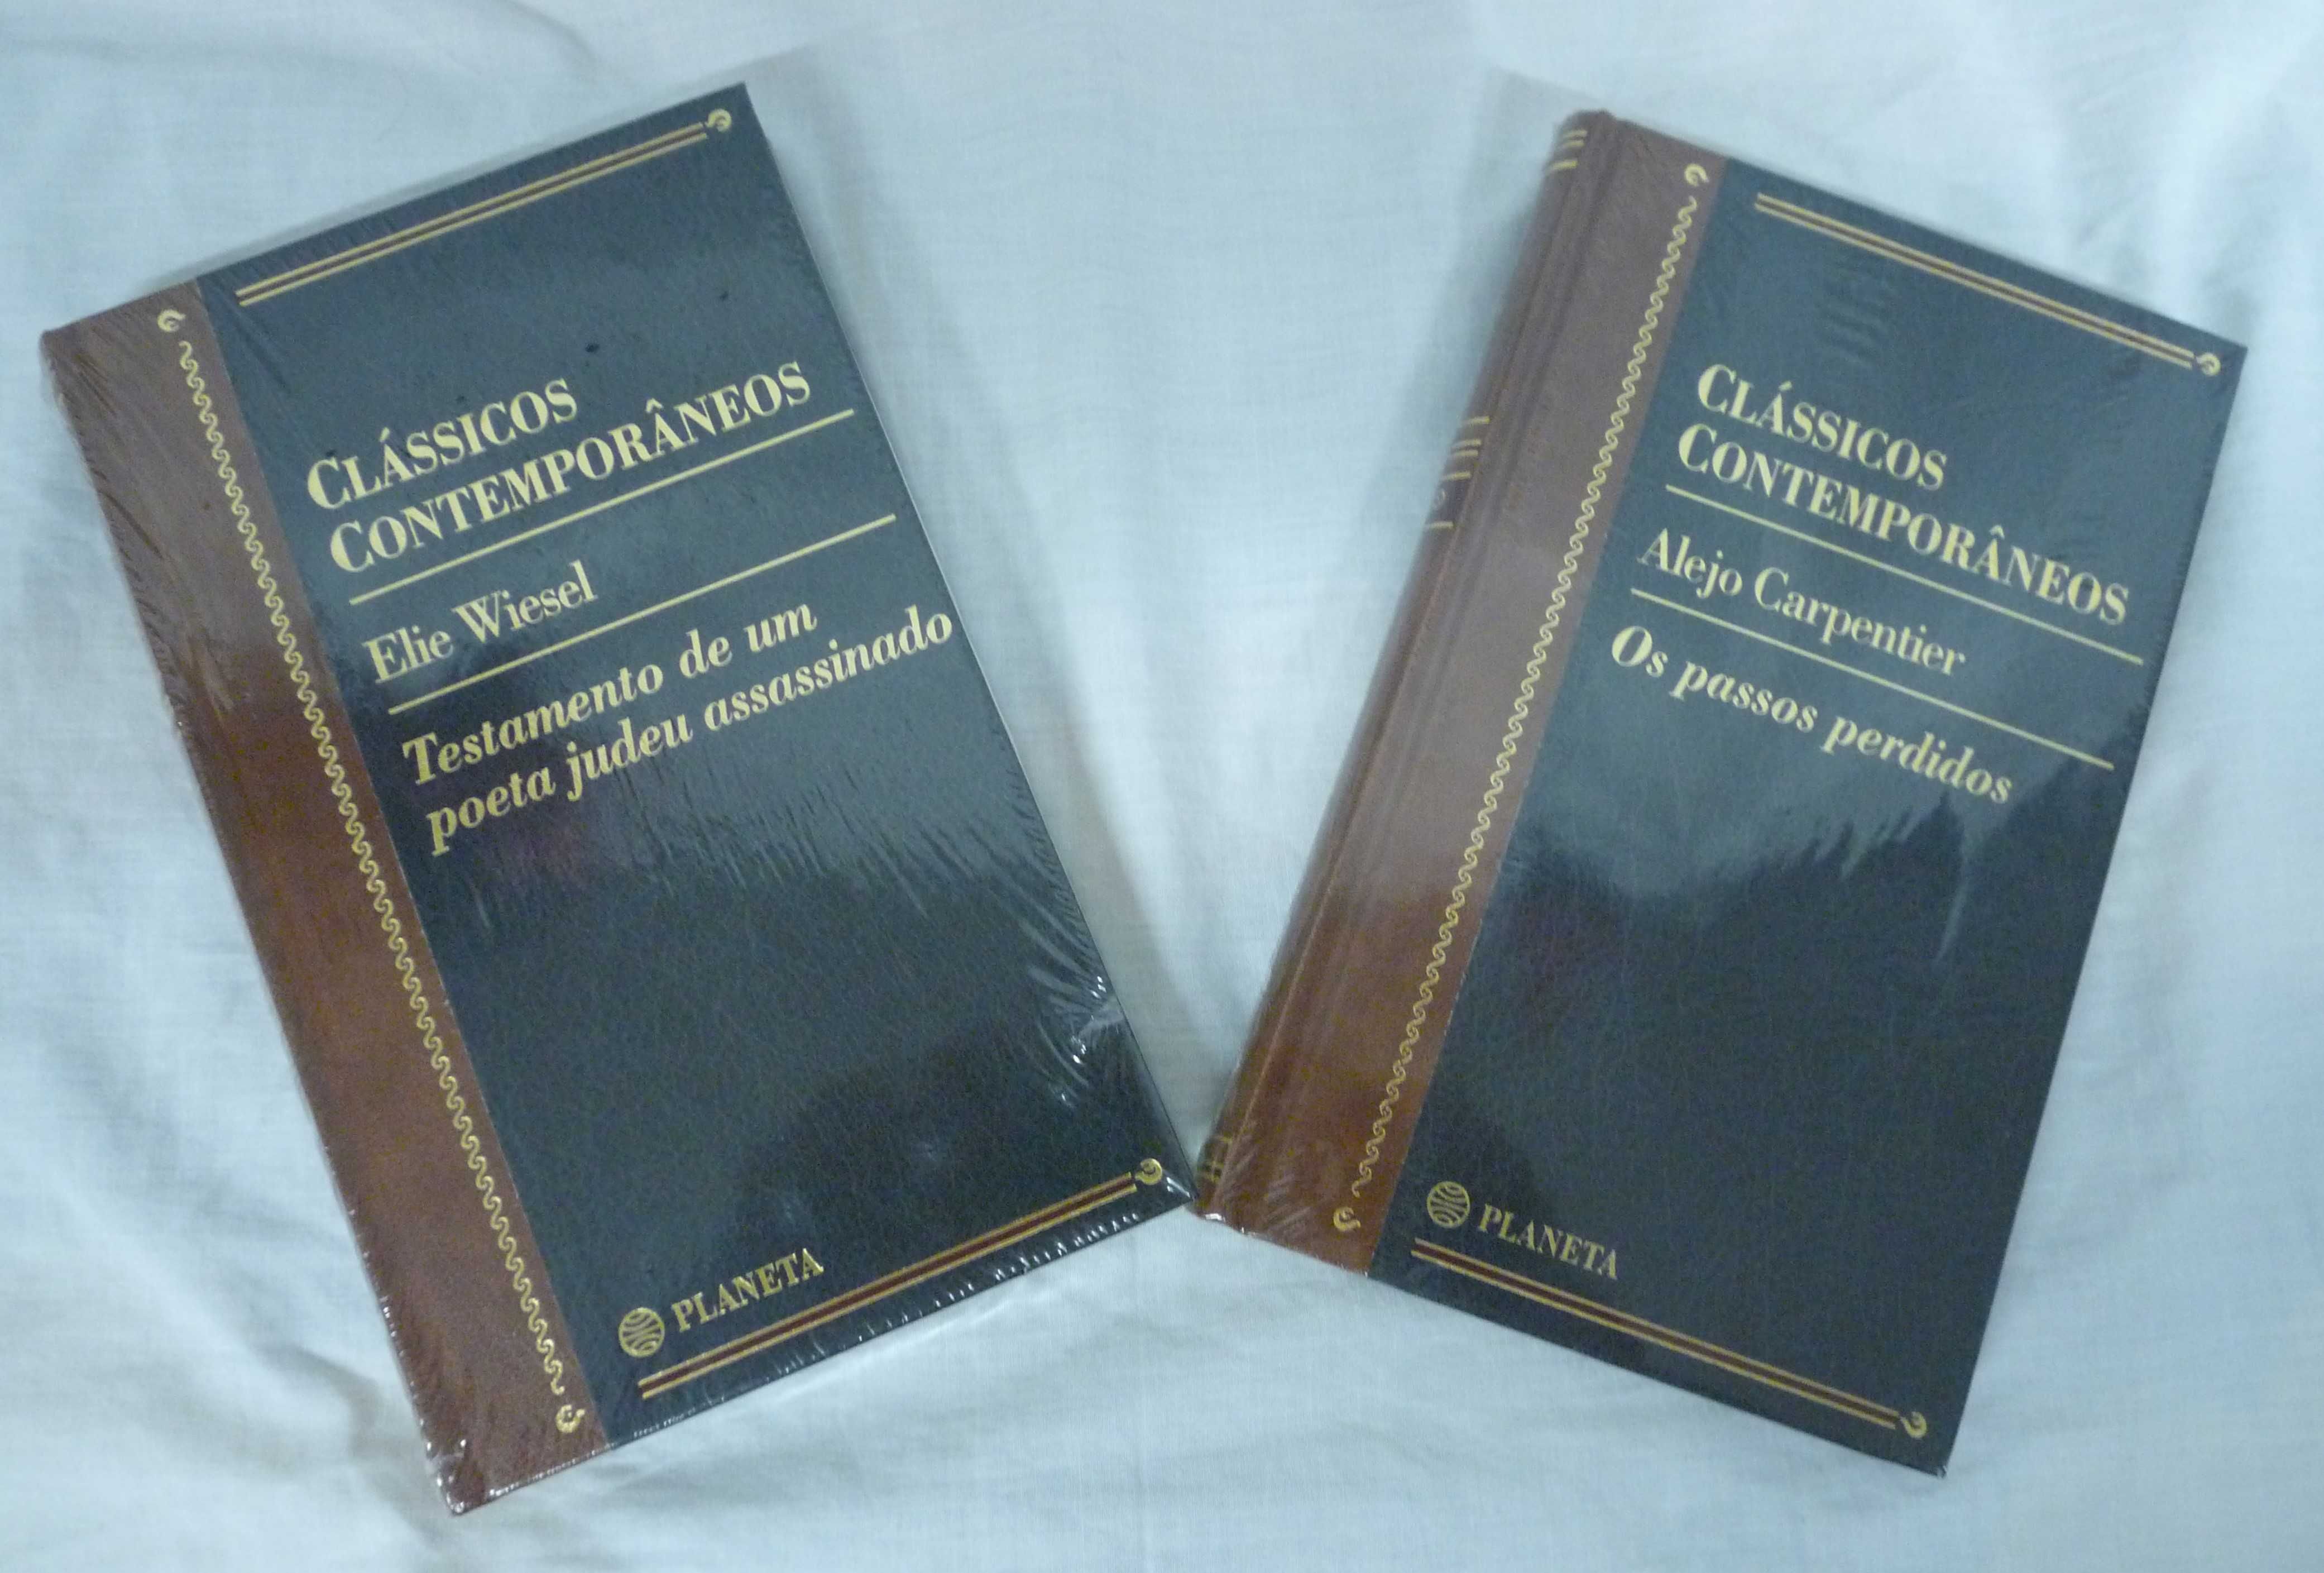 CLÁSSICOS
CONTEMPORÂNEOS
Elie Wiesel
Testamento de um
poeta judeu assassinado
PLANETA
CLÁSSICOS
CONTEMPORÂNEOS
Alejo Carpentier
Os passos perdidos
PLANETA